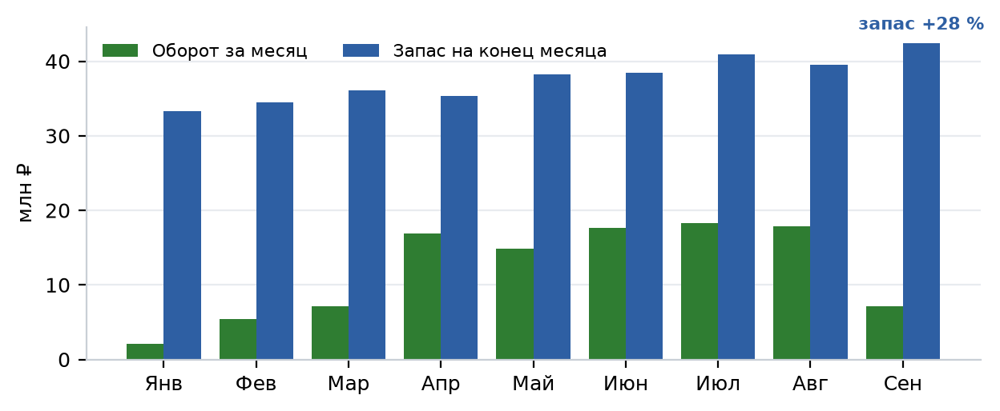 запас +28 %
Оборот за месяц
Запас на конец месяца
млн ₽
40
30
20
10
0
Янв
Фев
Мар
Апр
Май
Июн
Июл
Авг
Сен